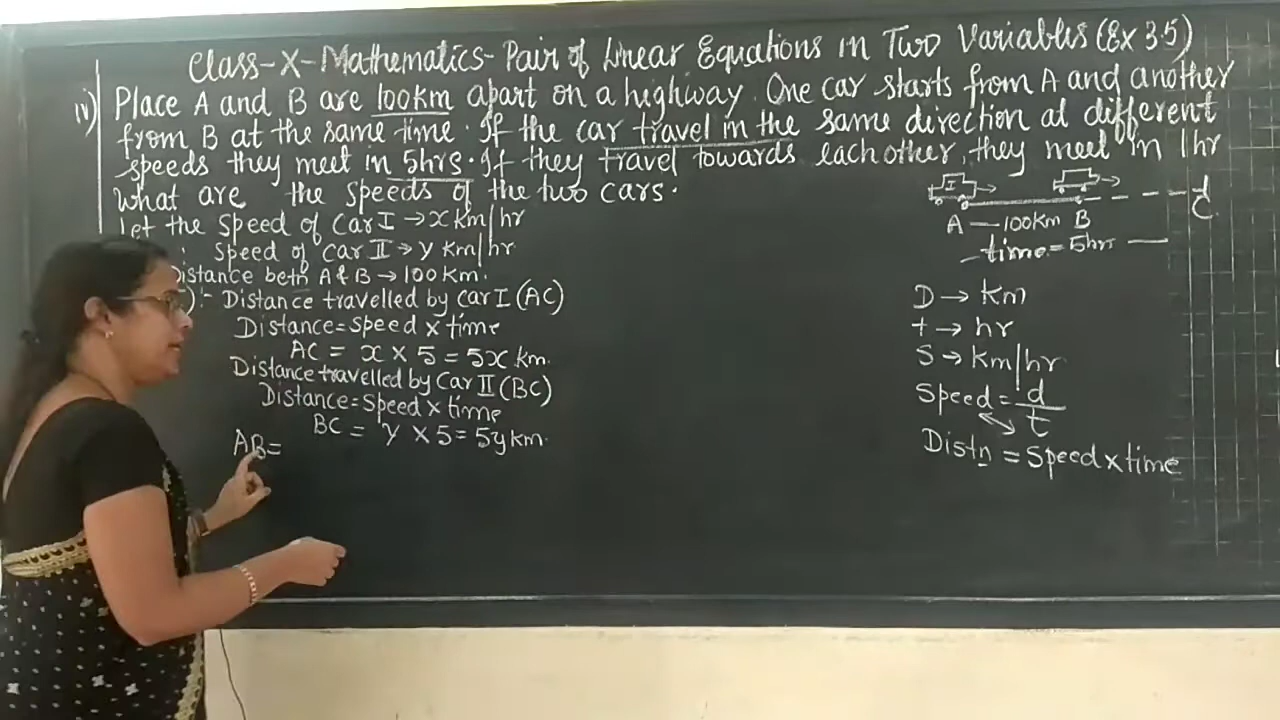 Class-X-Mathematics-Pair of Linear Equations in Two Variables (Ex 3.5)
iv) Place A and B are 100km apart on a highway. One car starts from A and another
from B at the same time. If the car travel in the same direction at different
speeds they meet in 5hrs. If they travel towards each other, they meet in 1hr
What are the speeds of the two cars.
Let the Speed of Car I → x km/hr
Speed of Car II → y km/hr
Distance betn A & B → 100 Km.
):- Distance travelled by Car I (AC)
Distance = Speed x time
AC = x × 5 = 5x km.
Distance travelled by Car II (BC)
Distance = Speed x time
BC = y × 5 = 5y km.
AB =
I
A — 100Km B
C
— time = 5hr —
D → Km
t → hr
S → Km/hr
Speed = d/t
Distn = Speed x time